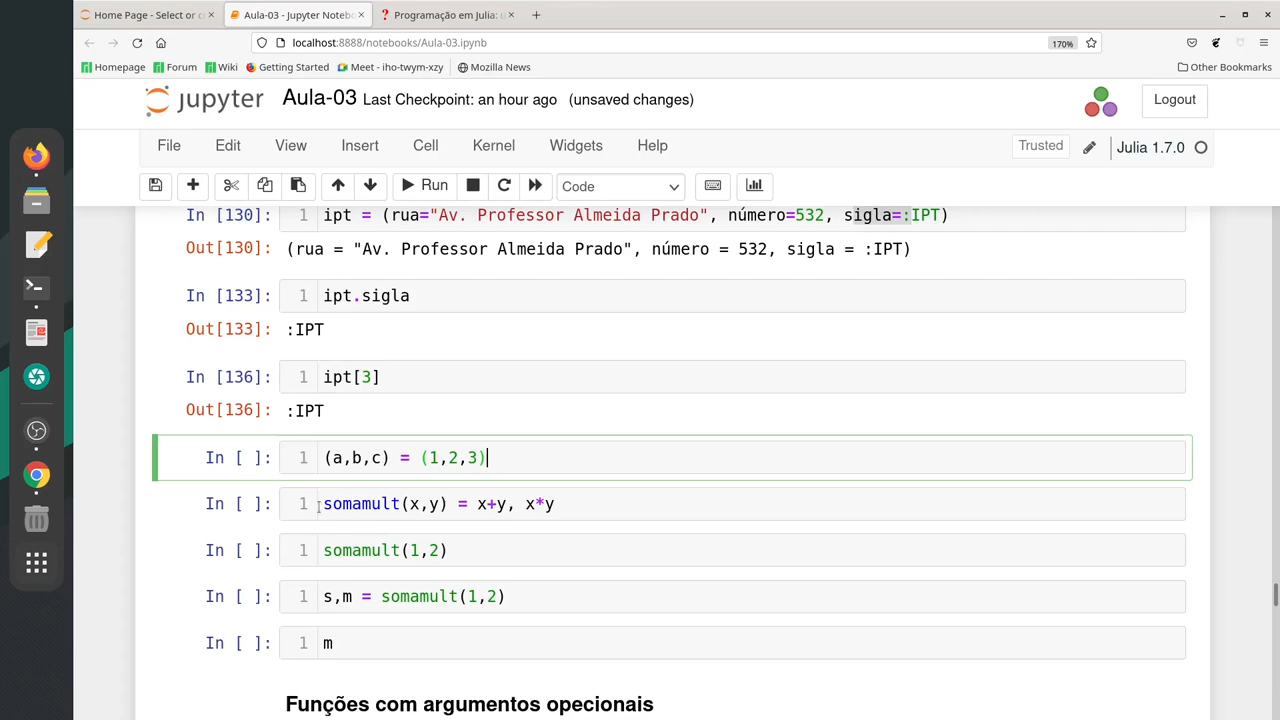 Home Page - Select or c
Aula-03 - Jupyter Noteb
Programação em Julia: u
localhost:8888/notebooks/Aula-03.ipynb
170%
Homepage
Forum
Wiki
Getting Started
Meet - iho-twym-xzy
Mozilla News
Other Bookmarks
jupyter
Aula-03
Last Checkpoint: an hour ago
(unsaved changes)
Logout
File
Edit
View
Insert
Cell
Kernel
Widgets
Help
Trusted
Julia 1.7.0
Run
Code
In [130]:
ipt = (rua="Av. Professor Almeida Prado", número=532, sigla=:IPT)
Out[130]:
(rua = "Av. Professor Almeida Prado", número = 532, sigla = :IPT)
In [133]:
1 ipt.sigla
Out[133]:
:IPT
In [136]:
1 ipt[3]
Out[136]:
:IPT
In [ ]:
1 (a,b,c) = (1,2,3)
In [ ]:
1 somamult(x,y) = x+y, x*y
In [ ]:
1 somamult(1,2)
In [ ]:
1 s,m = somamult(1,2)
In [ ]:
1 m
Funções com argumentos opecionais